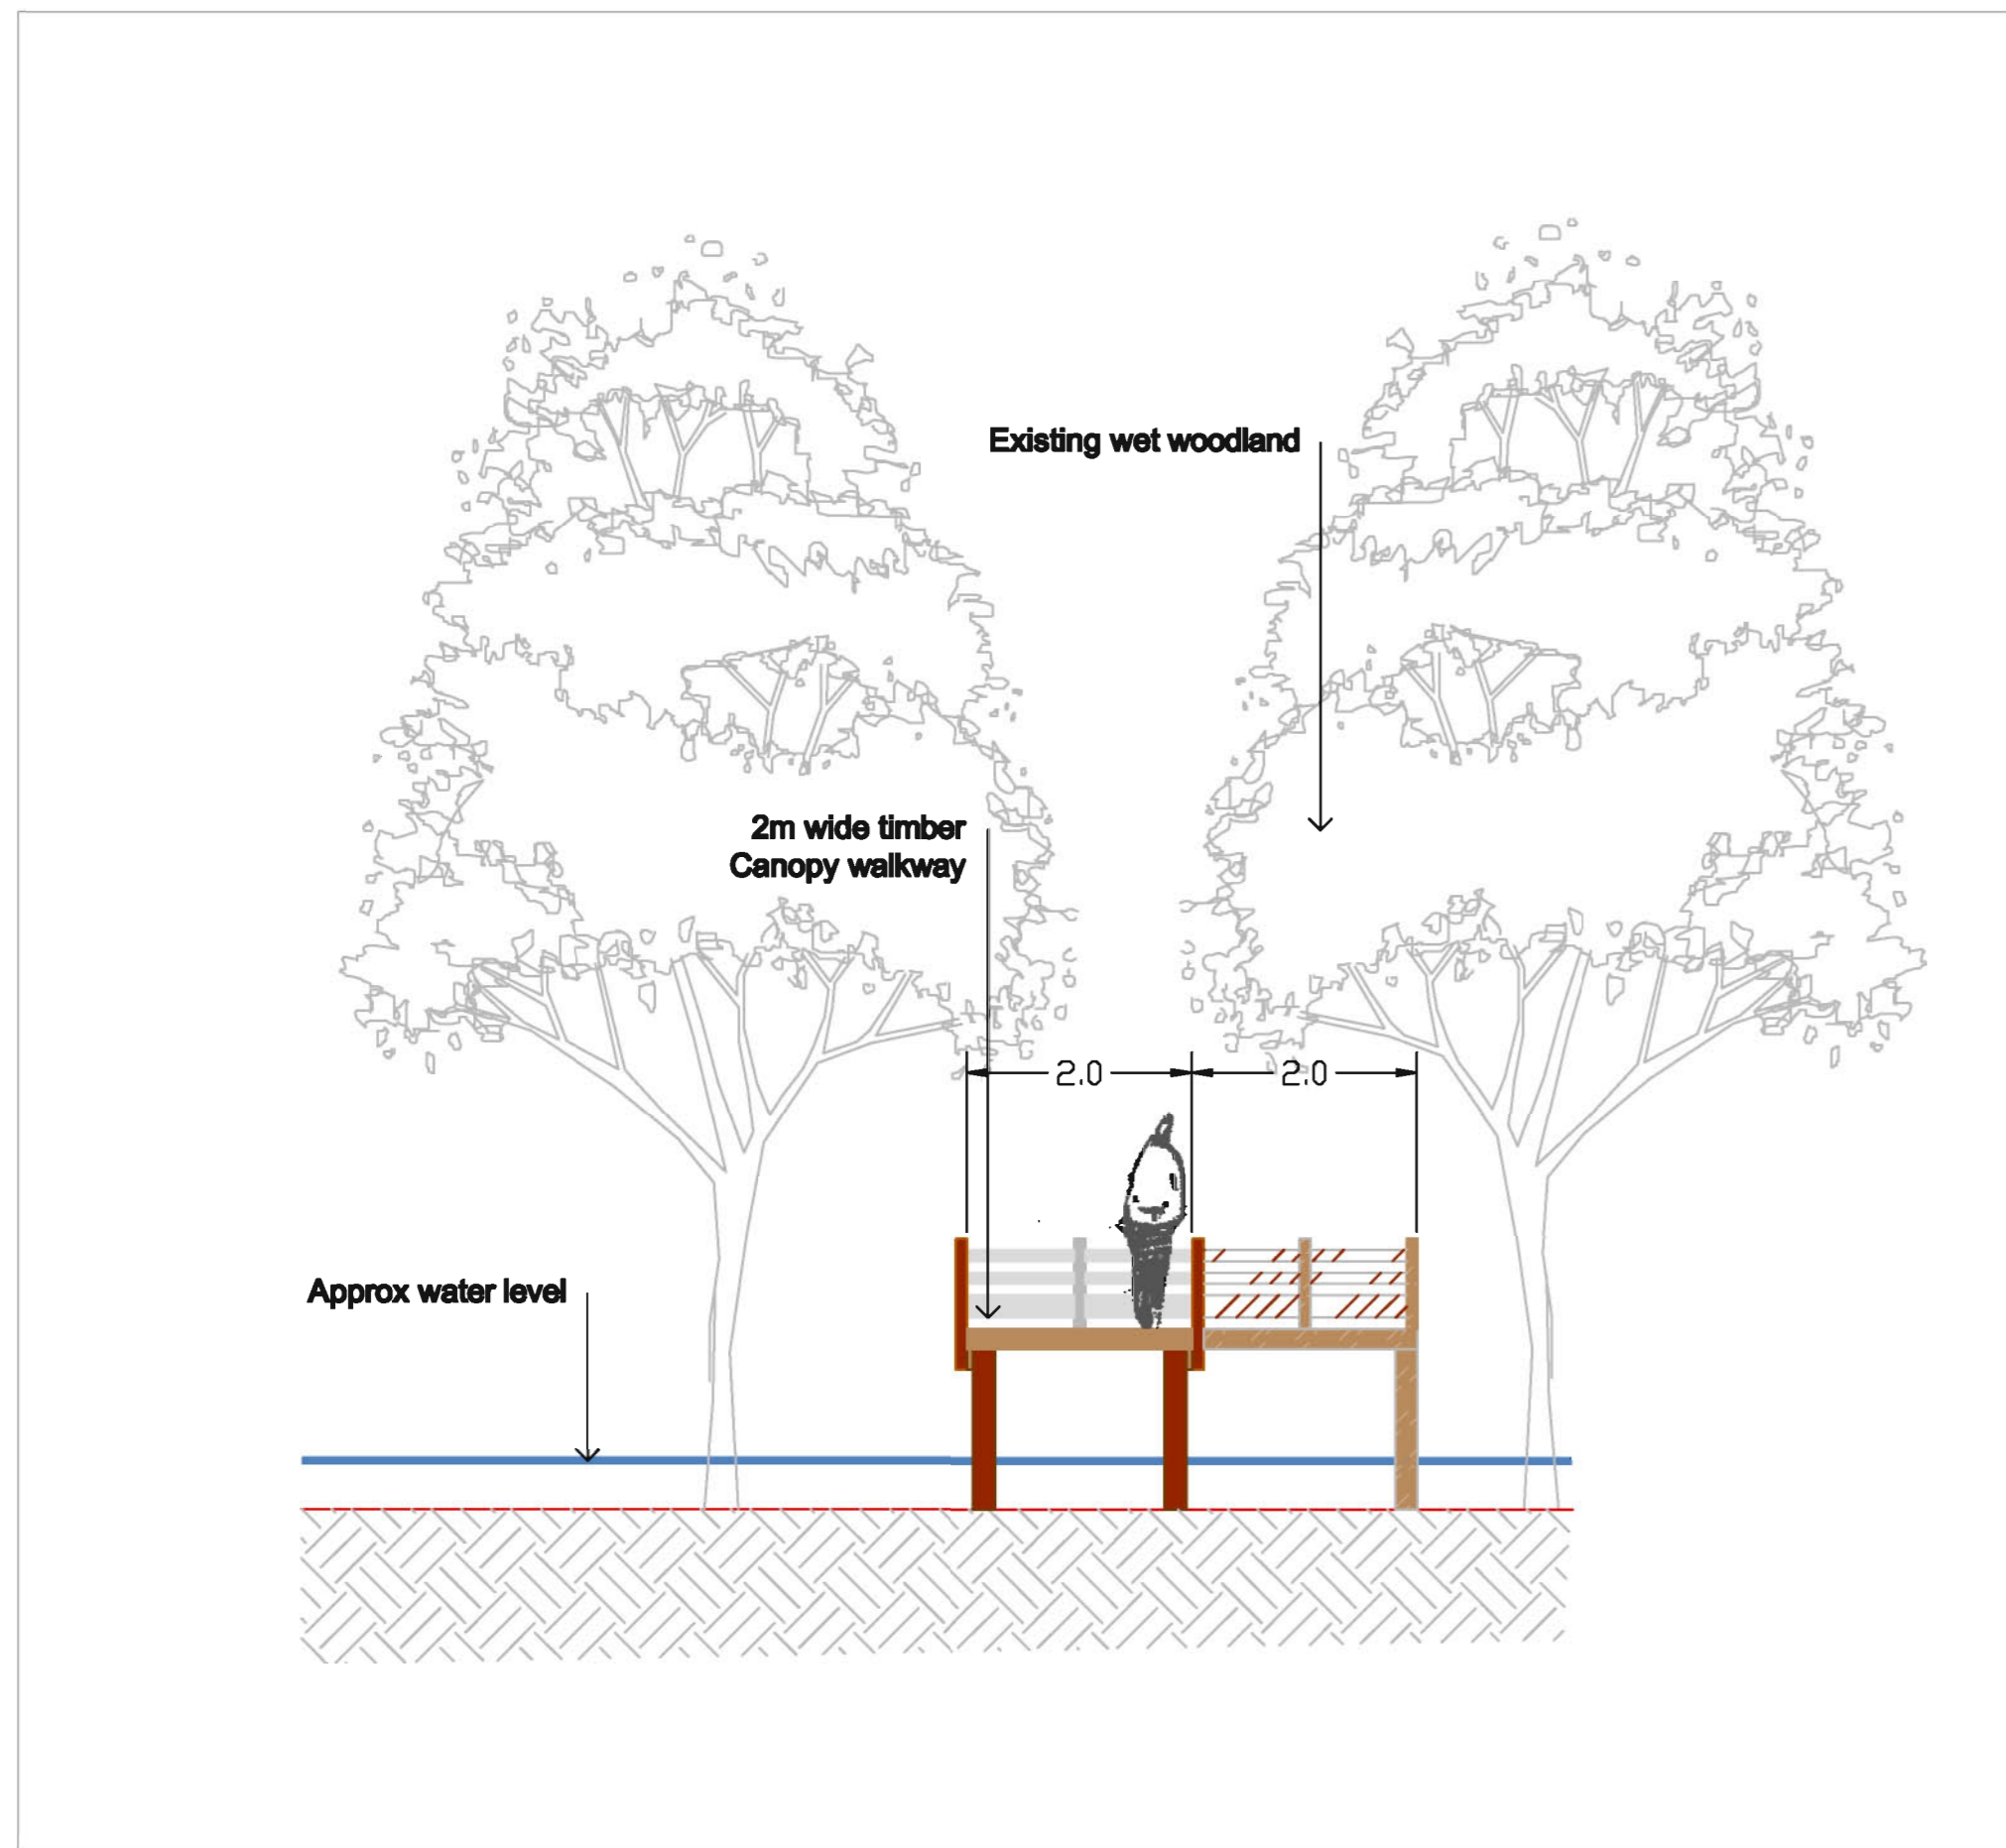 Existing wet woodland
2m wide timber
Canopy walkway
2.0 2.0
Approx water level